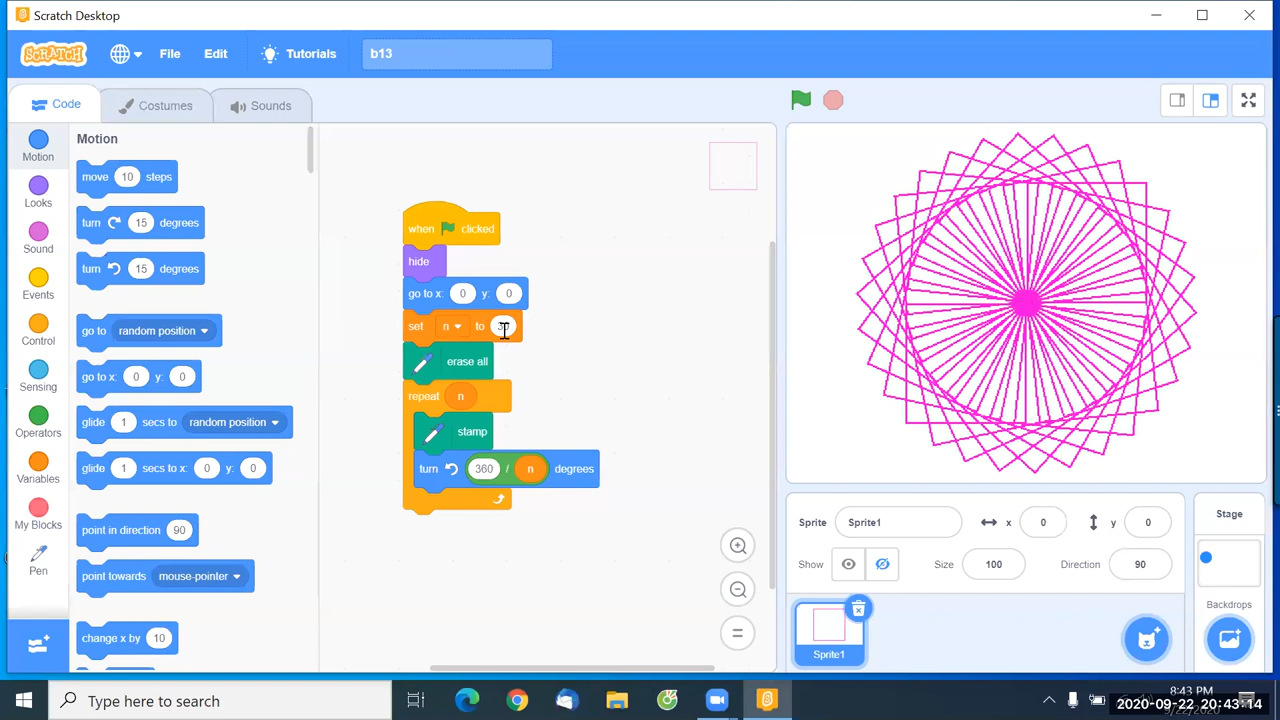 Scratch Desktop
SCRATCH File Edit Tutorials b13
Code Costumes Sounds
Motion
Looks
Sound
Events
Control
Sensing
Operators
Variables
My Blocks
Pen
Motion
move 10 steps
turn 15 degrees
turn 15 degrees
go to random position
go to x: 0 y: 0
glide 1 secs to random position
glide 1 secs to x: 0 y: 0
point in direction 90
point towards mouse-pointer
change x by 10
when clicked
hide
go to x: 0 y: 0
set n to
erase all
repeat n
stamp
turn 360 / n degrees
Sprite Sprite1 x 0 y 0
Show Size 100 Direction 90
Sprite1
Stage
Backdrops
Type here to search
8:43 PM
2020-09-22 20:43:14